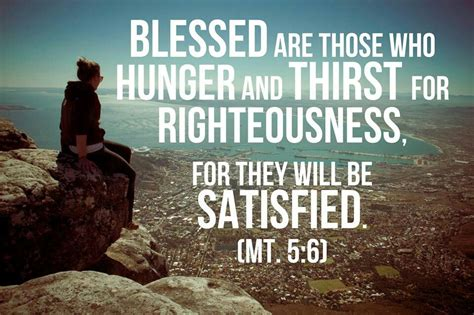 BLESSED ARE THOSE WHO
HUNGER AND THIRST FOR
RIGHTEOUSNESS,
FOR THEY WILL BE
SATISFIED.
(MT. 5:6)